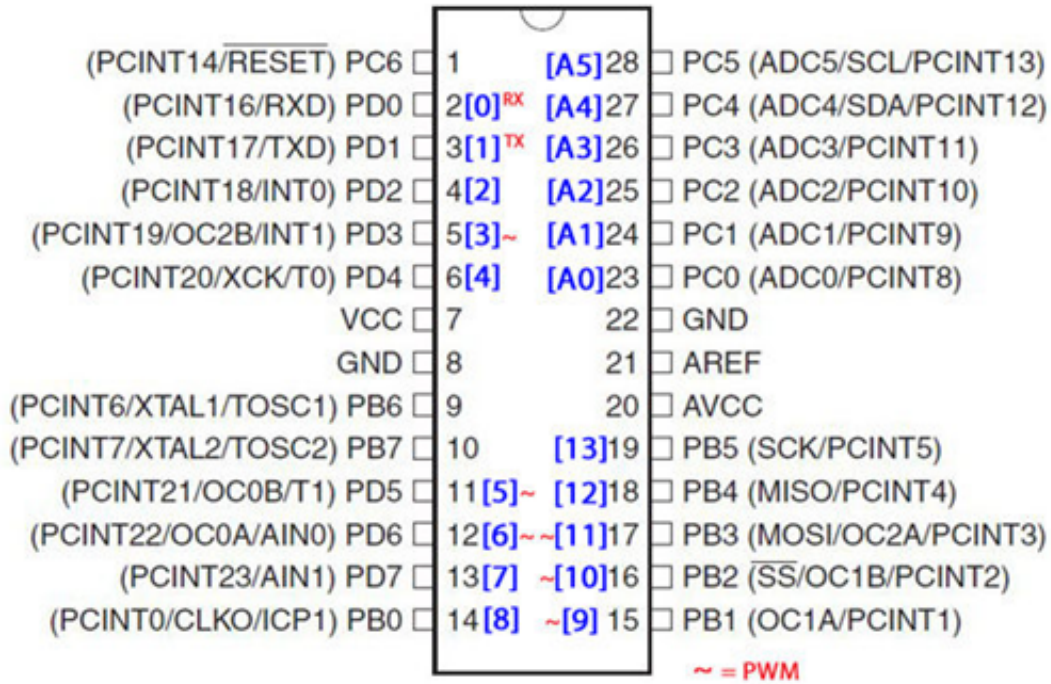 (PCINT14/RESET) PC6 1 [A5]28 PC5 (ADC5/SCL/PCINT13)
(PCINT16/RXD) PD0 2[0]RX [A4]27 PC4 (ADC4/SDA/PCINT12)
(PCINT17/TXD) PD1 3[1]TX [A3]26 PC3 (ADC3/PCINT11)
(PCINT18/INT0) PD2 4[2] [A2]25 PC2 (ADC2/PCINT10)
(PCINT19/OC2B/INT1) PD3 5[3]~ [A1]24 PC1 (ADC1/PCINT9)
(PCINT20/XCK/T0) PD4 6[4] [A0]23 PC0 (ADC0/PCINT8)
VCC 7 22 GND
GND 8 21 AREF
(PCINT6/XTAL1/TOSC1) PB6 9 20 AVCC
(PCINT7/XTAL2/TOSC2) PB7 10 [13]19 PB5 (SCK/PCINT5)
(PCINT21/OC0B/T1) PD5 11[5]~ [12]18 PB4 (MISO/PCINT4)
(PCINT22/OC0A/AIN0) PD6 12[6]~ ~[11]17 PB3 (MOSI/OC2A/PCINT3)
(PCINT23/AIN1) PD7 13[7] ~[10]16 PB2 (SS/OC1B/PCINT2)
(PCINT0/CLKO/ICP1) PB0 14[8] ~[9] 15 PB1 (OC1A/PCINT1)
~ = PWM